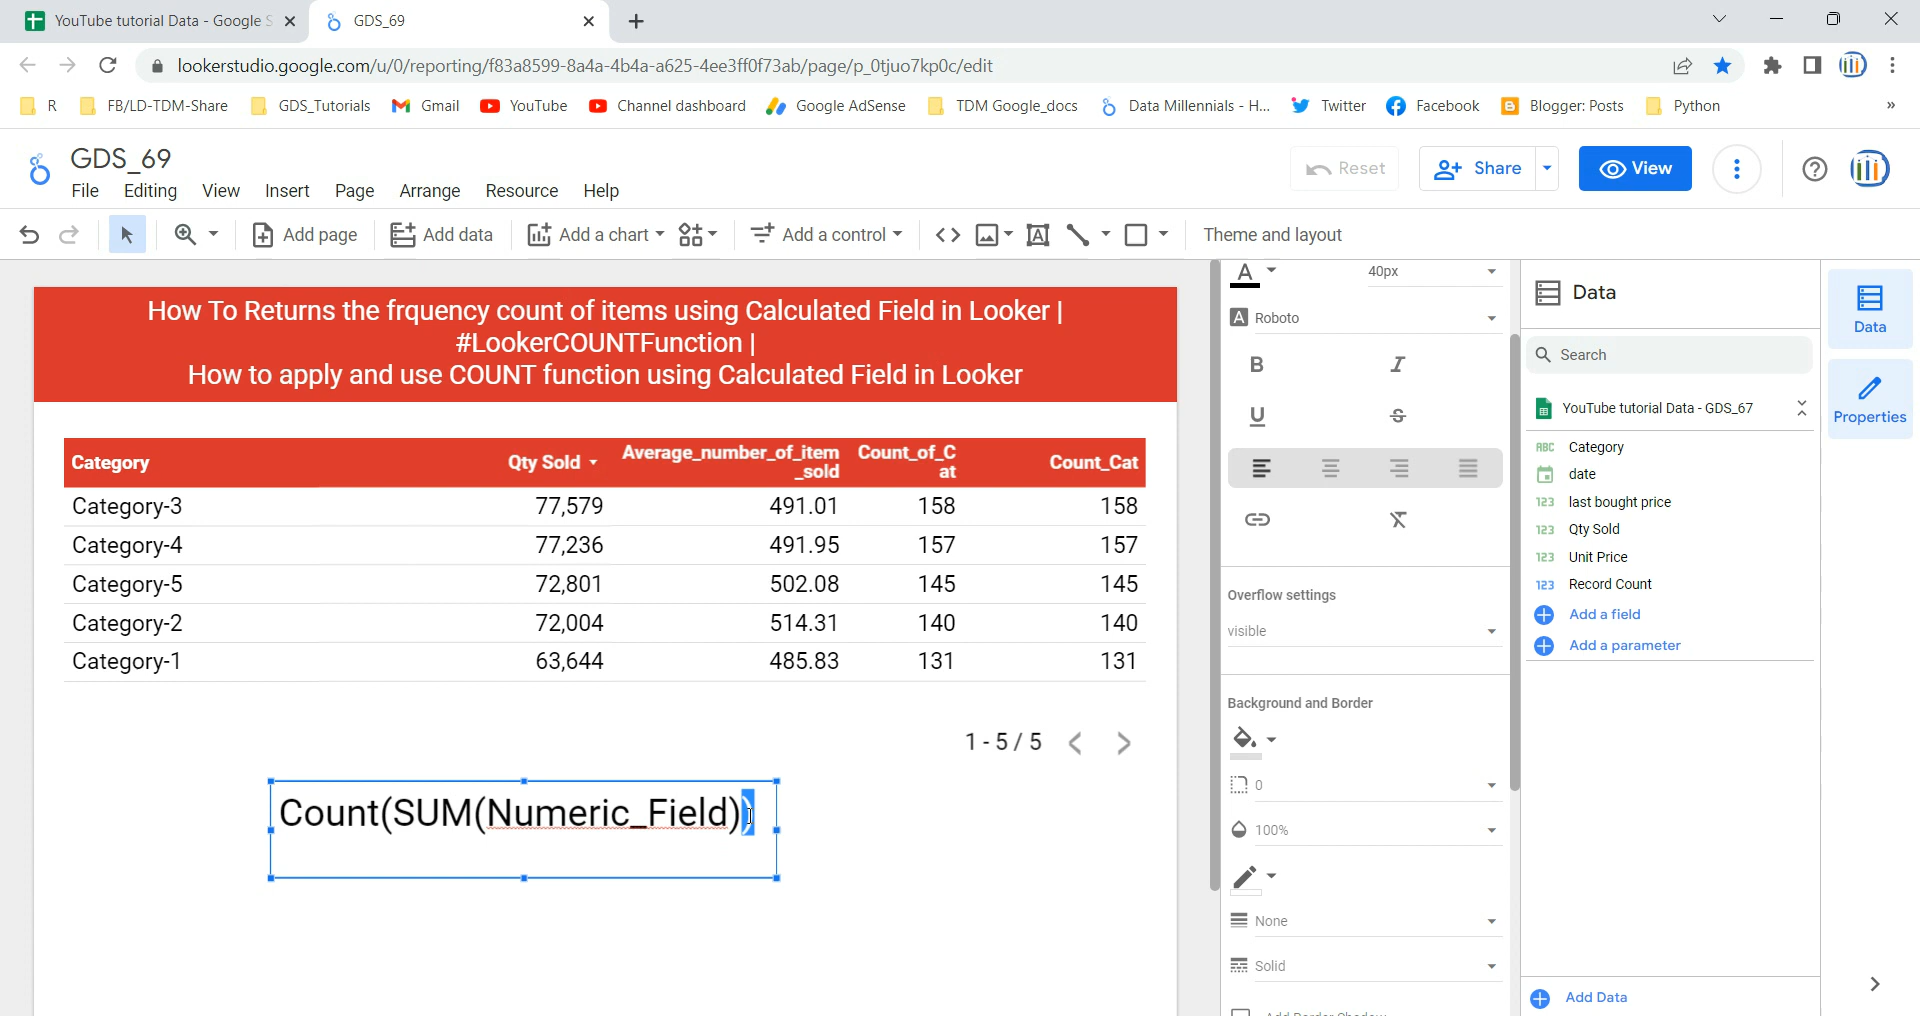 YouTube tutorial Data - Google S
GDS_69
lookerstudio.google.com/u/0/reporting/f83a8599-8a4a-4b4a-a625-4ee3ff0f73ab/page/p_0tjuo7kp0c/edit
R FB/LD-TDM-Share GDS_Tutorials Gmail YouTube Channel dashboard Google AdSense TDM Google_docs Data Millennials - H... Twitter Facebook Blogger: Posts Python »
GDS_69
File Editing View Insert Page Arrange Resource Help
Reset Share View
Add page Add data Add a chart Add a control Theme and layout
How To Returns the frquency count of items using Calculated Field in Looker |
#LookerCOUNTFunction |
How to apply and use COUNT function using Calculated Field in Looker
Category Qty Sold Average_number_of_item_sold Count_of_Cat Count_Cat
Category-3 77,579 491.01 158 158
Category-4 77,236 491.95 157 157
Category-5 72,801 502.08 145 145
Category-2 72,004 514.31 140 140
Category-1 63,644 485.83 131 131
1 - 5 / 5
Count(SUM(Numeric_Field))
40px
Roboto
Overflow settings
visible
Background and Border
0
100%
None
Solid
Data
Search
YouTube tutorial Data - GDS_67
ABC Category
date
123 last bought price
123 Qty Sold
123 Unit Price
123 Record Count
Add a field
Add a parameter
Add Data
Data
Properties